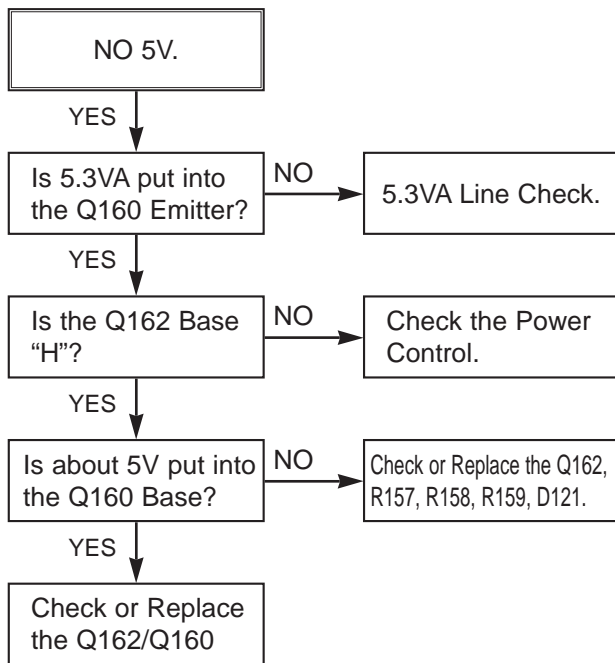 NO 5V.
YES
Is 5.3VA put into
the Q160 Emitter?
NO
5.3VA Line Check.
YES
Is the Q162 Base
“H”?
NO
Check the Power
Control.
YES
Is about 5V put into
the Q160 Base?
NO
Check or Replace the Q162,
R157, R158, R159, D121.
YES
Check or Replace
the Q162/Q160